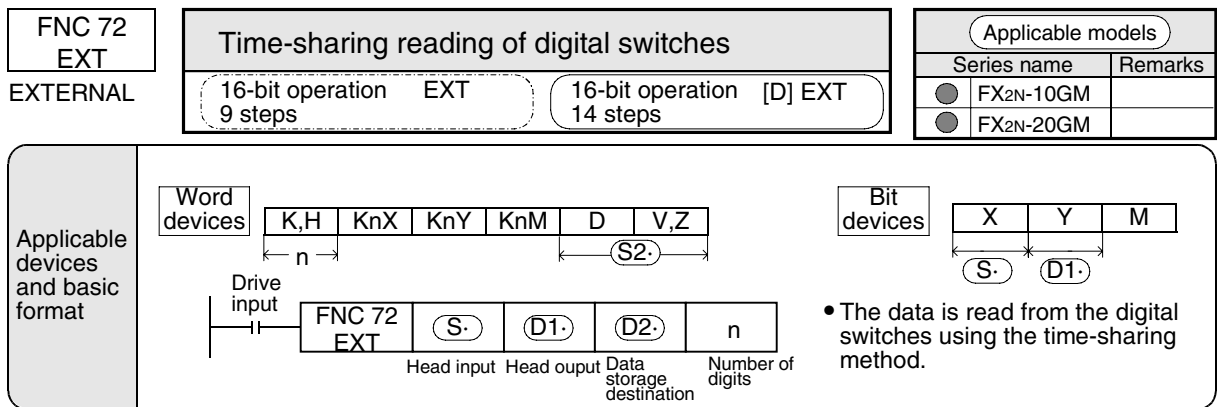 FNC 72
EXT
EXTERNAL
Time-sharing reading of digital switches
16-bit operation EXT
9 steps
16-bit operation [D] EXT
14 steps
Applicable models
Series name Remarks
FX2N-10GM
FX2N-20GM
Applicable
devices
and basic
format
Word
devices
K,H KnX KnY KnM D V,Z
n
S2·
Bit
devices
X Y M
S· D1·
Drive
input
FNC 72
EXT
S· D1· D2· n
Head input Head ouput Data
storage
destination
Number of
digits
• The data is read from the digital
switches using the time-sharing
method.